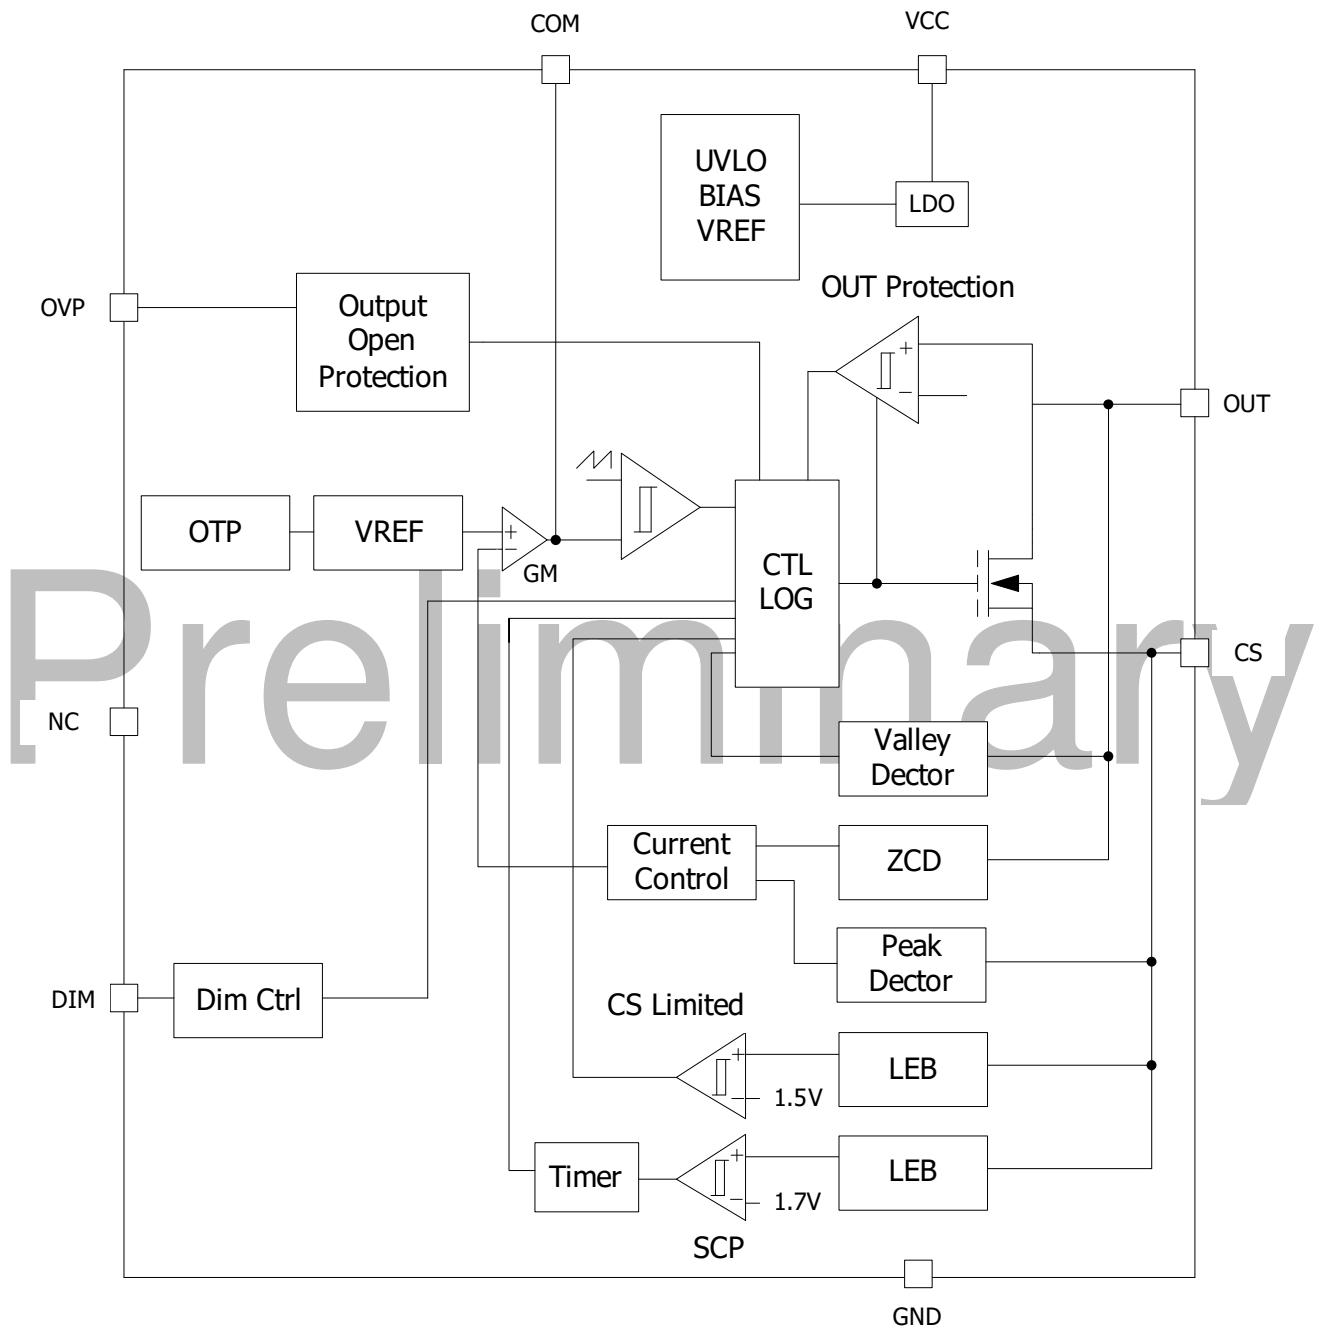 COM
VCC
UVLO
BIAS
VREF
LDO
OUT Protection
OVP
Output
Open
Protection
+
−
OUT
OTP
VREF
+
−
GM
CTL
LOG
Preliminary
CS
NC
Valley
Dector
Current
Control
ZCD
Peak
Dector
DIM
Dim Ctrl
CS Limited
+
−
1.5V
LEB
Timer
+
−
1.7V
LEB
SCP
GND